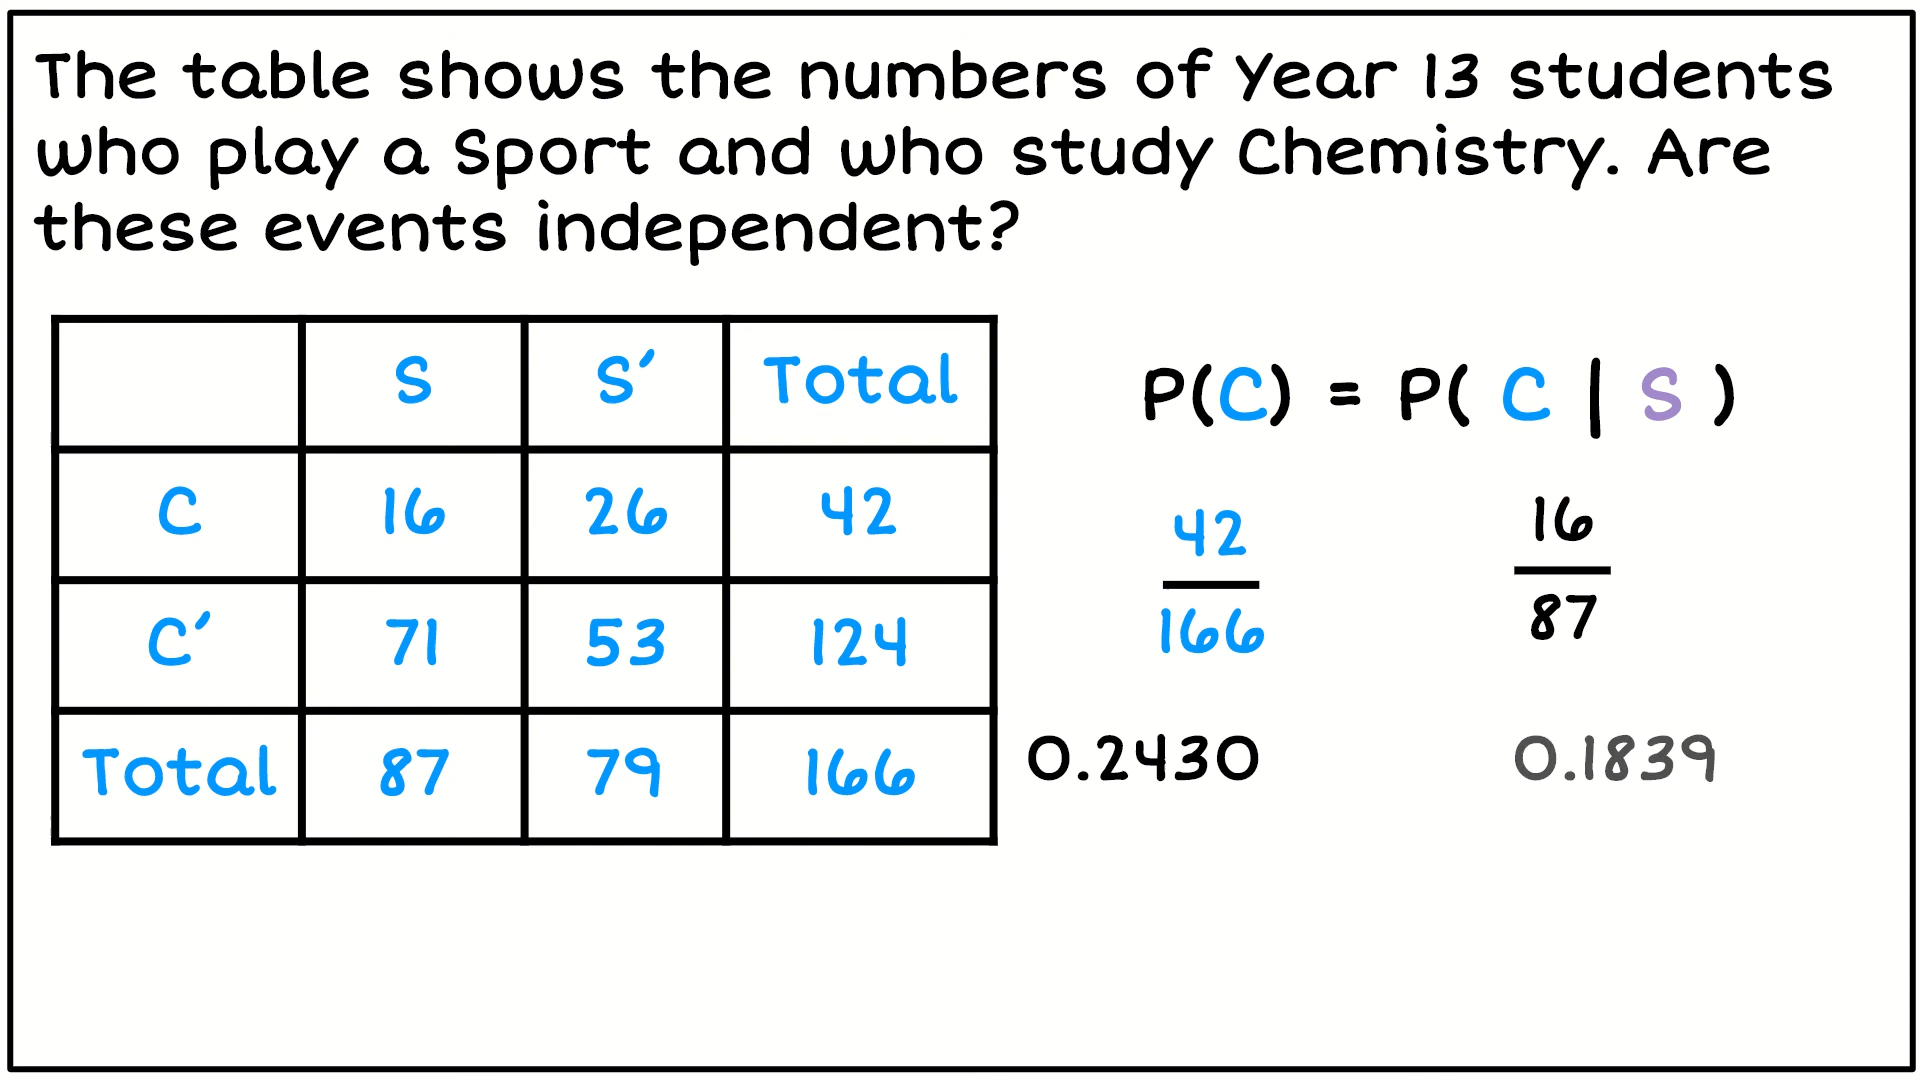 The table shows the numbers of Year 13 students
who play a Sport and who study Chemistry. Are
these events independent?
S S′ Total
C 16 26 42
C′ 71 53 124
Total 87 79 166
P(C) = P( C | S )
42
166
16
87
0.2430 0.1839